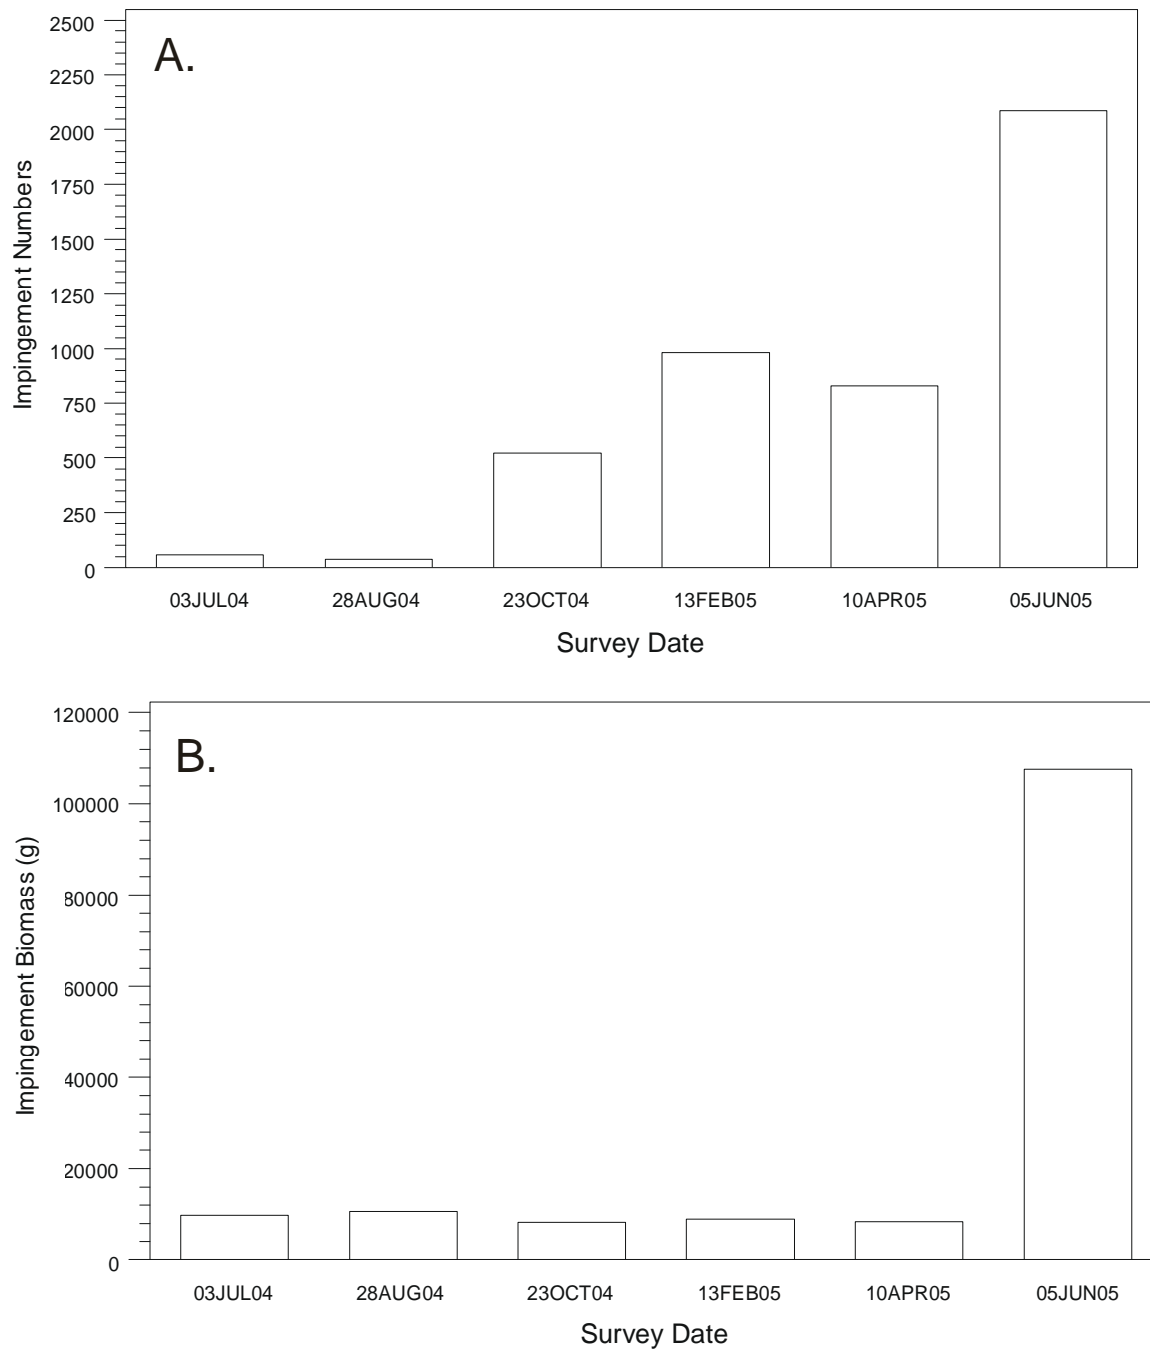 A.
2500
2250
2000
1750
1500
1250
1000
750
500
250
0
Impingement Numbers
03JUL04 28AUG04 23OCT04 13FEB05 10APR05 05JUN05
Survey Date
B.
120000
100000
80000
60000
40000
20000
0
Impingement Biomass (g)
03JUL04 28AUG04 23OCT04 13FEB05 10APR05 05JUN05
Survey Date